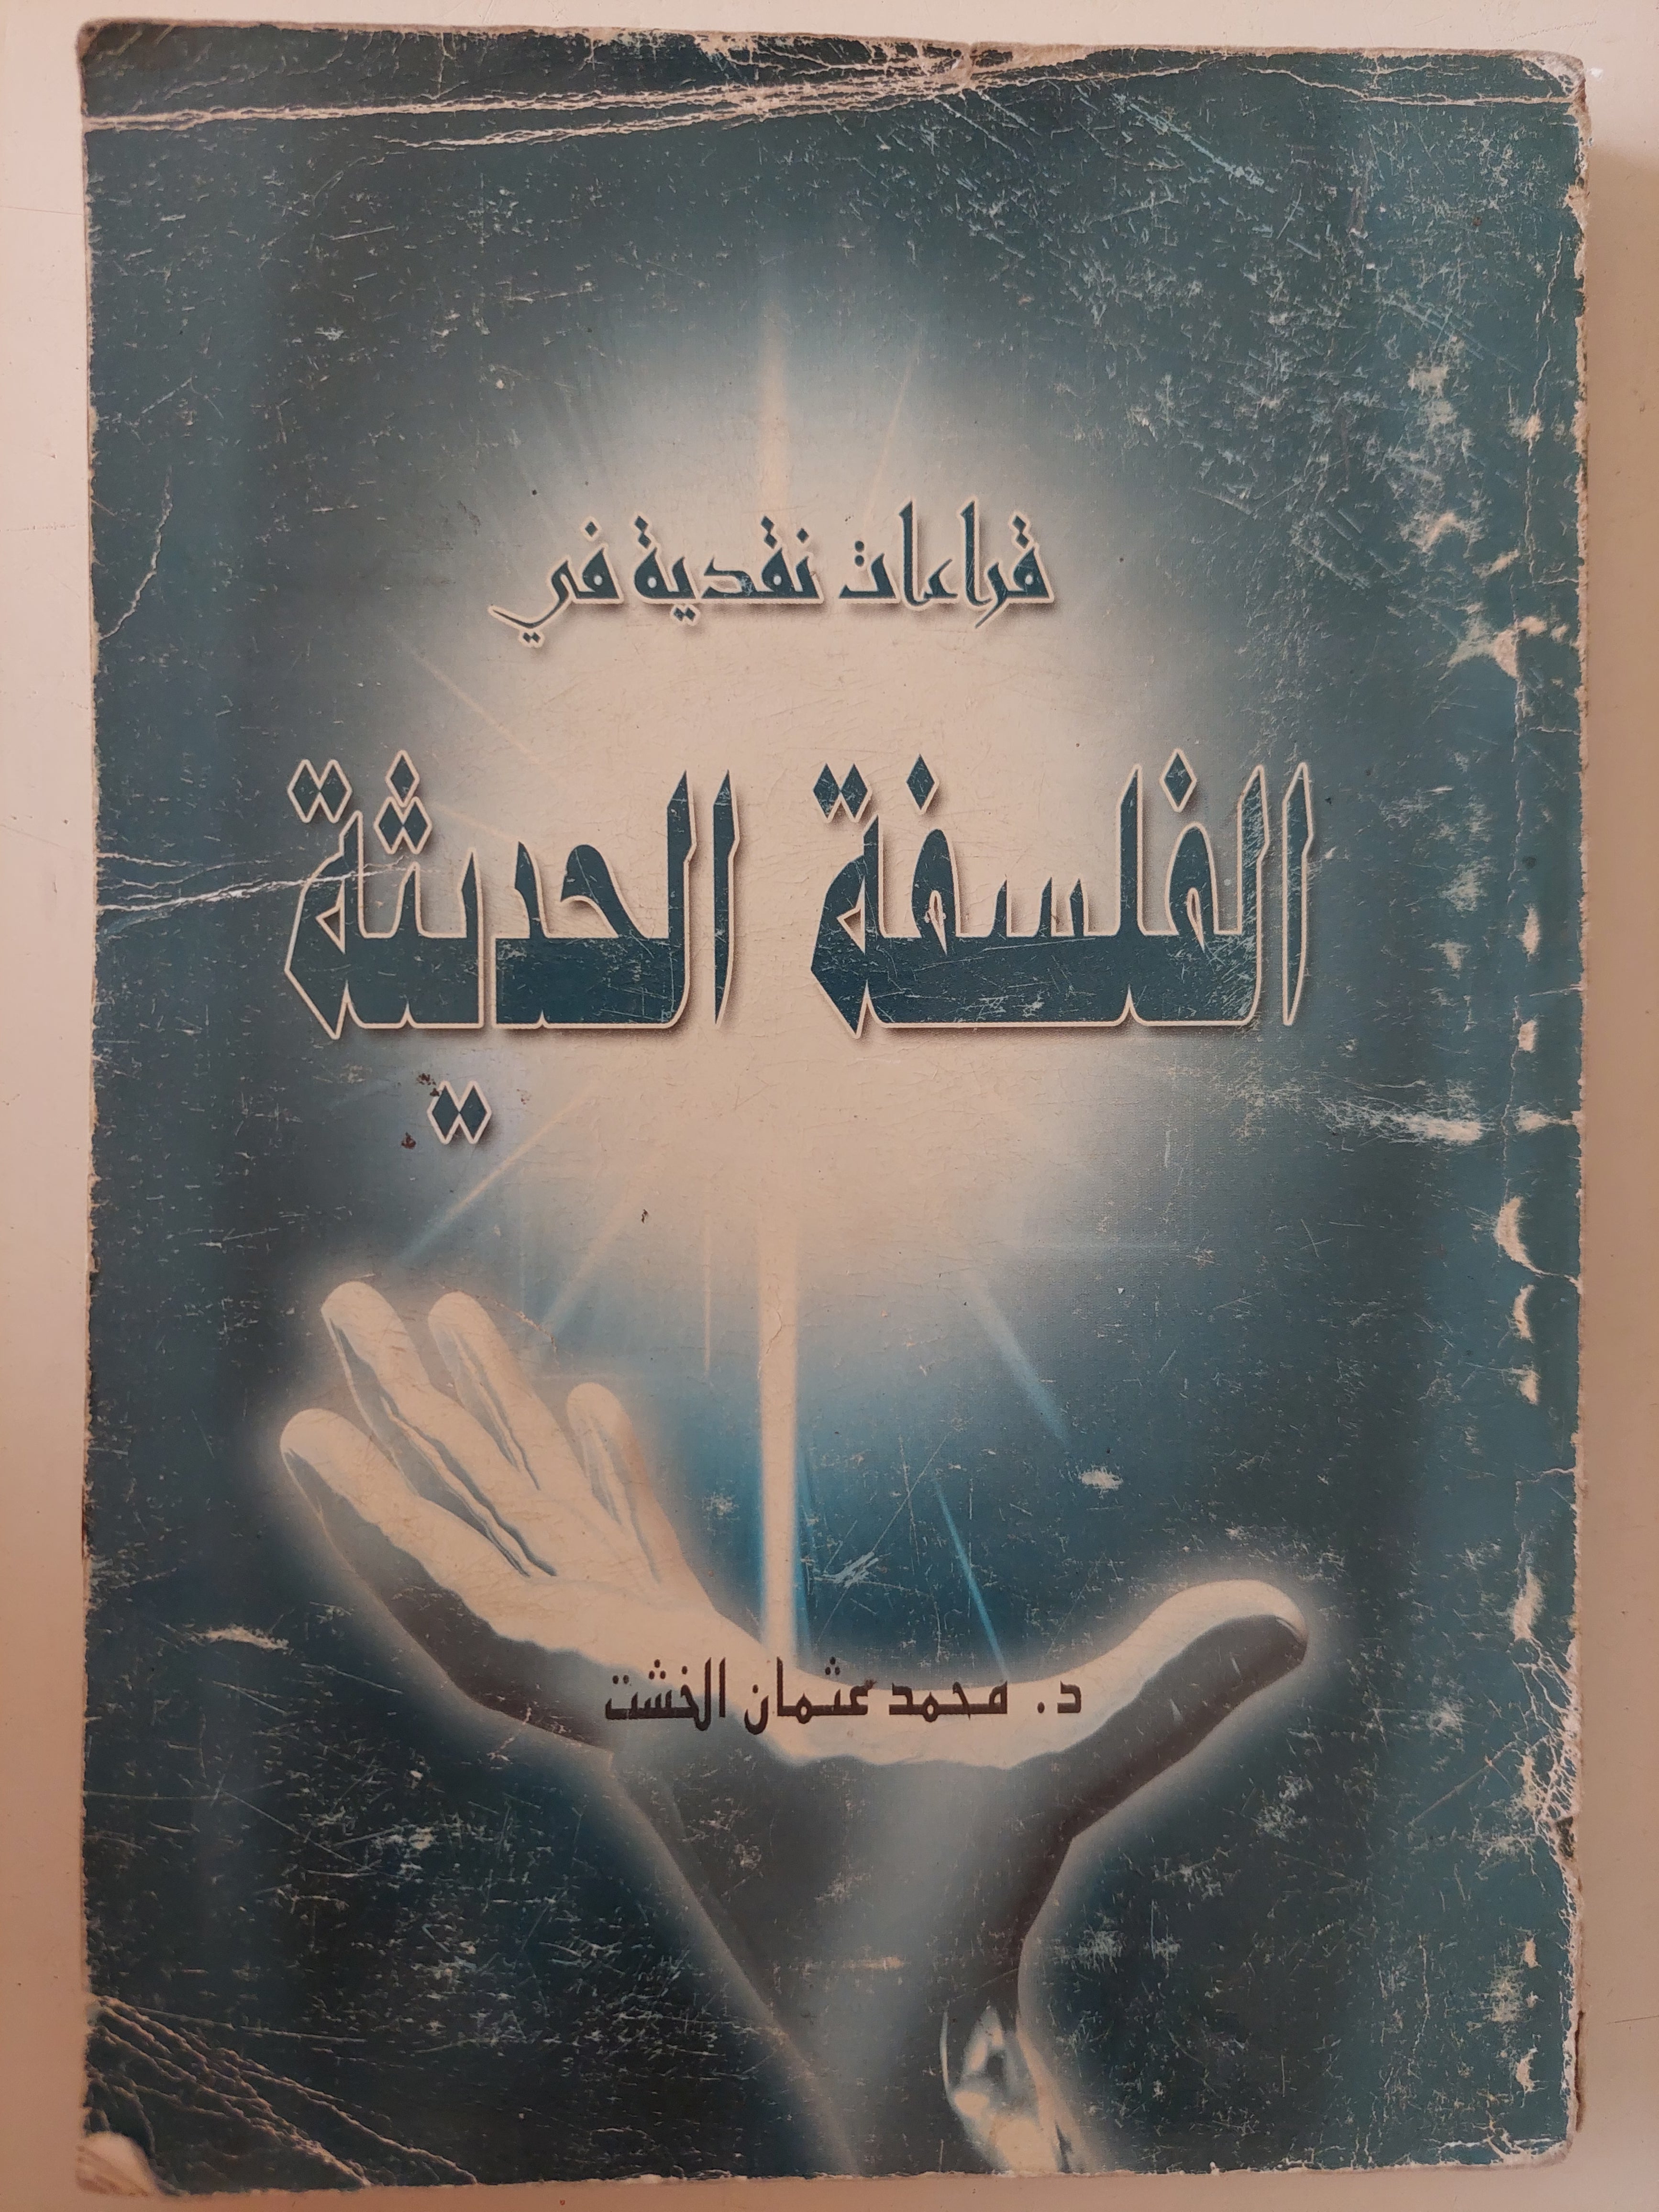 قراءات نقدية في
الفلسفة الحديثة
د. محمد عثمان الخشت